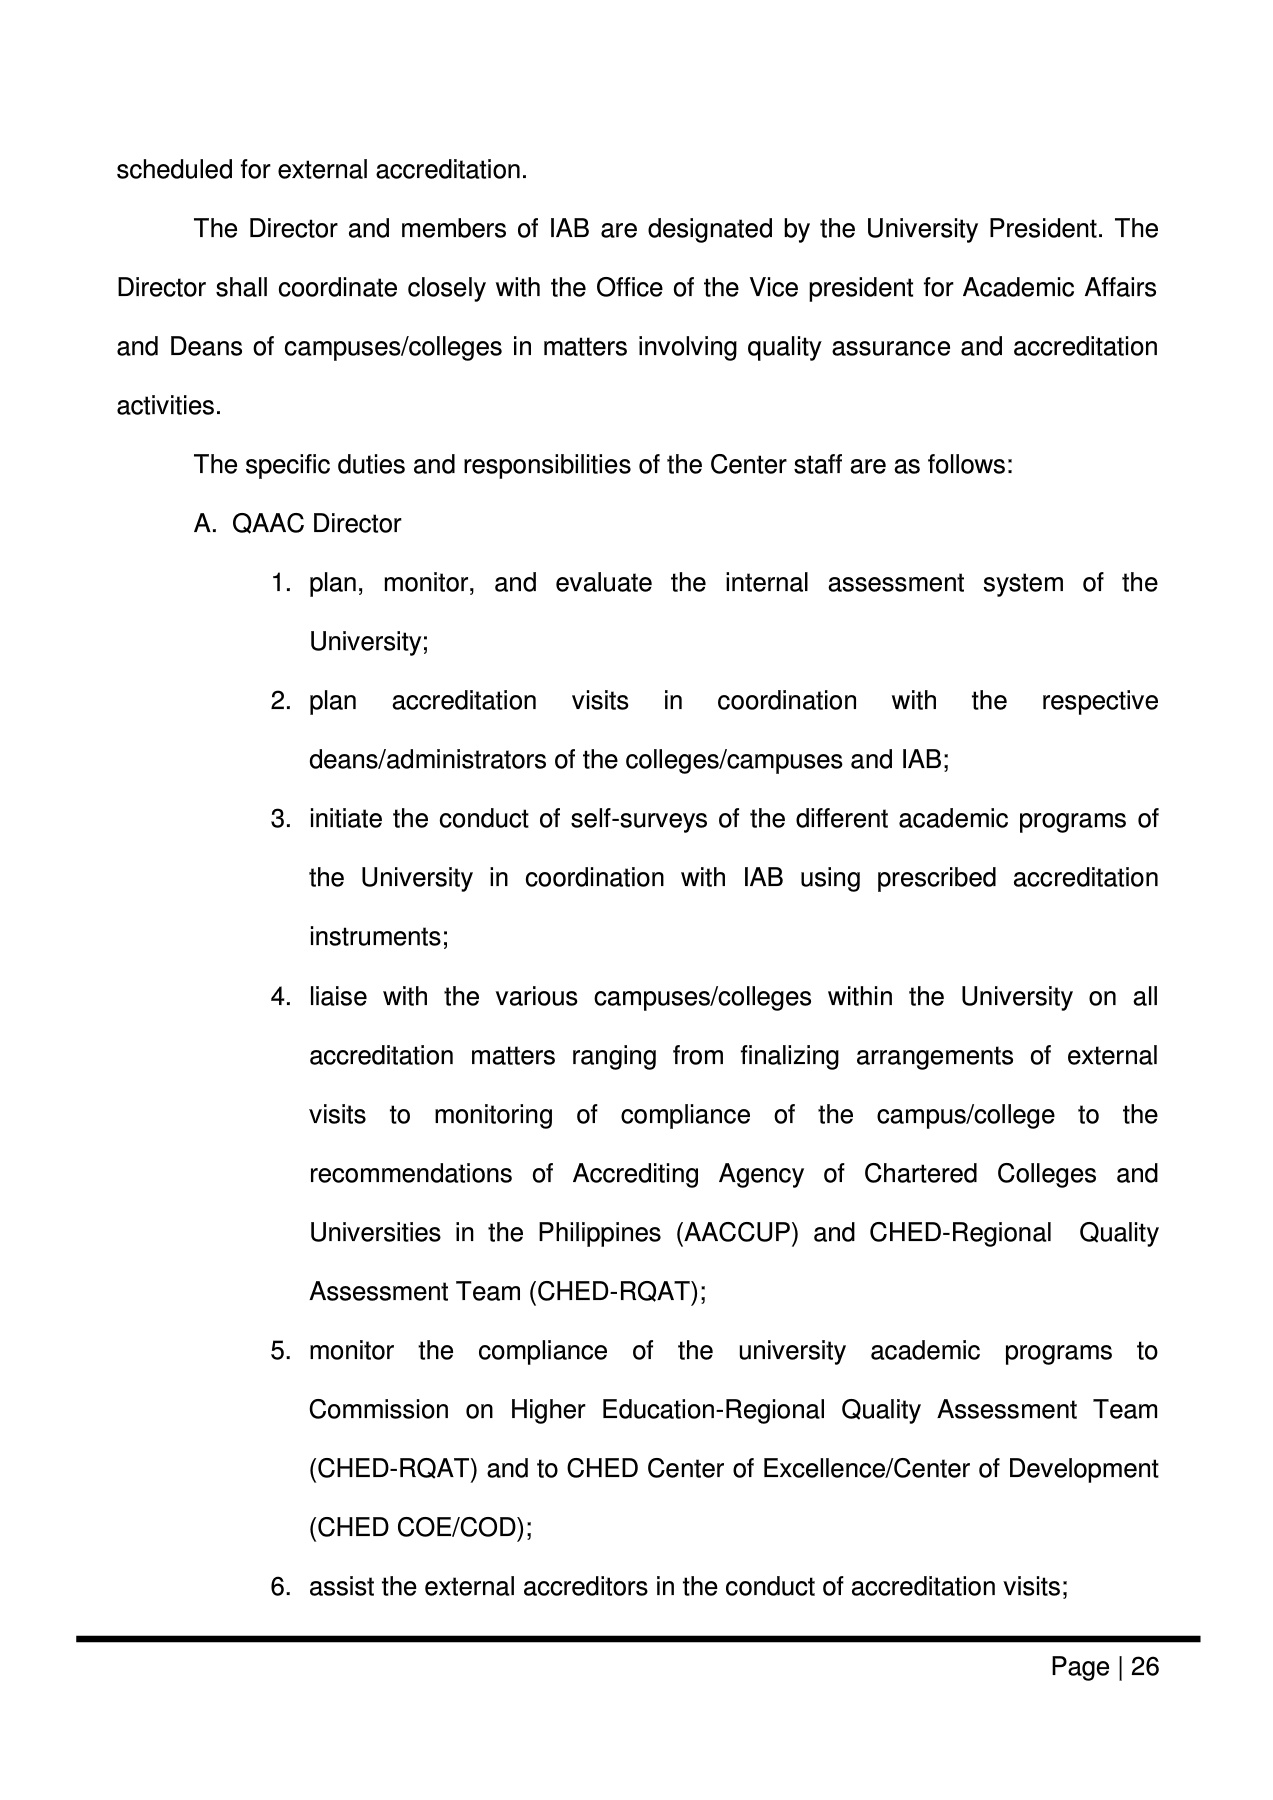 scheduled for external accreditation.
The Director and members of IAB are designated by the University President. The
Director shall coordinate closely with the Office of the Vice president for Academic Affairs
and Deans of campuses/colleges in matters involving quality assurance and accreditation
activities.
The specific duties and responsibilities of the Center staff are as follows:
A. QAAC Director
1. plan, monitor, and evaluate the internal assessment system of the
University;
2. plan accreditation visits in coordination with the respective
deans/administrators of the colleges/campuses and IAB;
3. initiate the conduct of self-surveys of the different academic programs of
the University in coordination with IAB using prescribed accreditation
instruments;
4. liaise with the various campuses/colleges within the University on all
accreditation matters ranging from finalizing arrangements of external
visits to monitoring of compliance of the campus/college to the
recommendations of Accrediting Agency of Chartered Colleges and
Universities in the Philippines (AACCUP) and CHED-Regional Quality
Assessment Team (CHED-RQAT);
5. monitor the compliance of the university academic programs to
Commission on Higher Education-Regional Quality Assessment Team
(CHED-RQAT) and to CHED Center of Excellence/Center of Development
(CHED COE/COD);
6. assist the external accreditors in the conduct of accreditation visits;
Page | 26